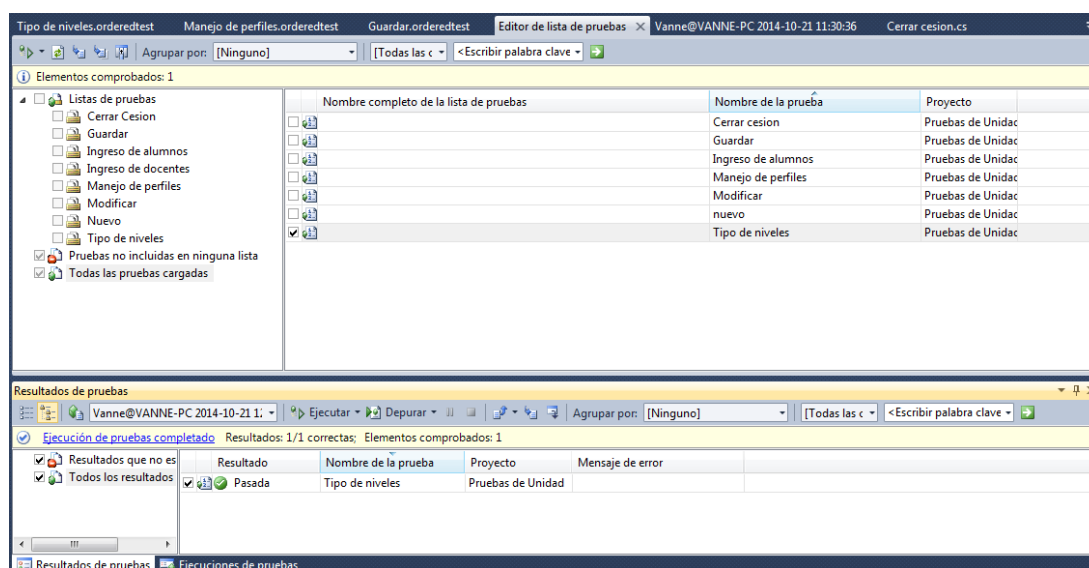 Tipo de niveles.orderedtest Manejo de perfiles.orderedtest Guardar.orderedtest Editor de lista de pruebas Vanne@VANNE-PC 2014-10-21 11:30:36 Cerrar cesion.cs
Agrupar por: [Ninguno] [Todas las c <Escribir palabra clave
Elementos comprobados: 1
Listas de pruebas
Cerrar Cesion
Guardar
Ingreso de alumnos
Ingreso de docentes
Manejo de perfiles
Modificar
Nuevo
Tipo de niveles
Pruebas no incluidas en ninguna lista
Todas las pruebas cargadas
Nombre completo de la lista de pruebas Nombre de la prueba Proyecto
Cerrar cesion Pruebas de Unidad
Guardar Pruebas de Unidad
Ingreso de alumnos Pruebas de Unidad
Manejo de perfiles Pruebas de Unidad
Modificar Pruebas de Unidad
nuevo Pruebas de Unidad
Tipo de niveles Pruebas de Unidad
Resultados de pruebas
Vanne@VANNE-PC 2014-10-21 1 Ejecutar Depurar Agrupar por: [Ninguno] [Todas las c <Escribir palabra clave
Ejecución de pruebas completado Resultados: 1/1 correctas; Elementos comprobados: 1
Resultados que no es
Todos los resultados
Resultado Nombre de la prueba Proyecto Mensaje de error
Pasada Tipo de niveles Pruebas de Unidad
Resultados de pruebas Ejecuciones de pruebas